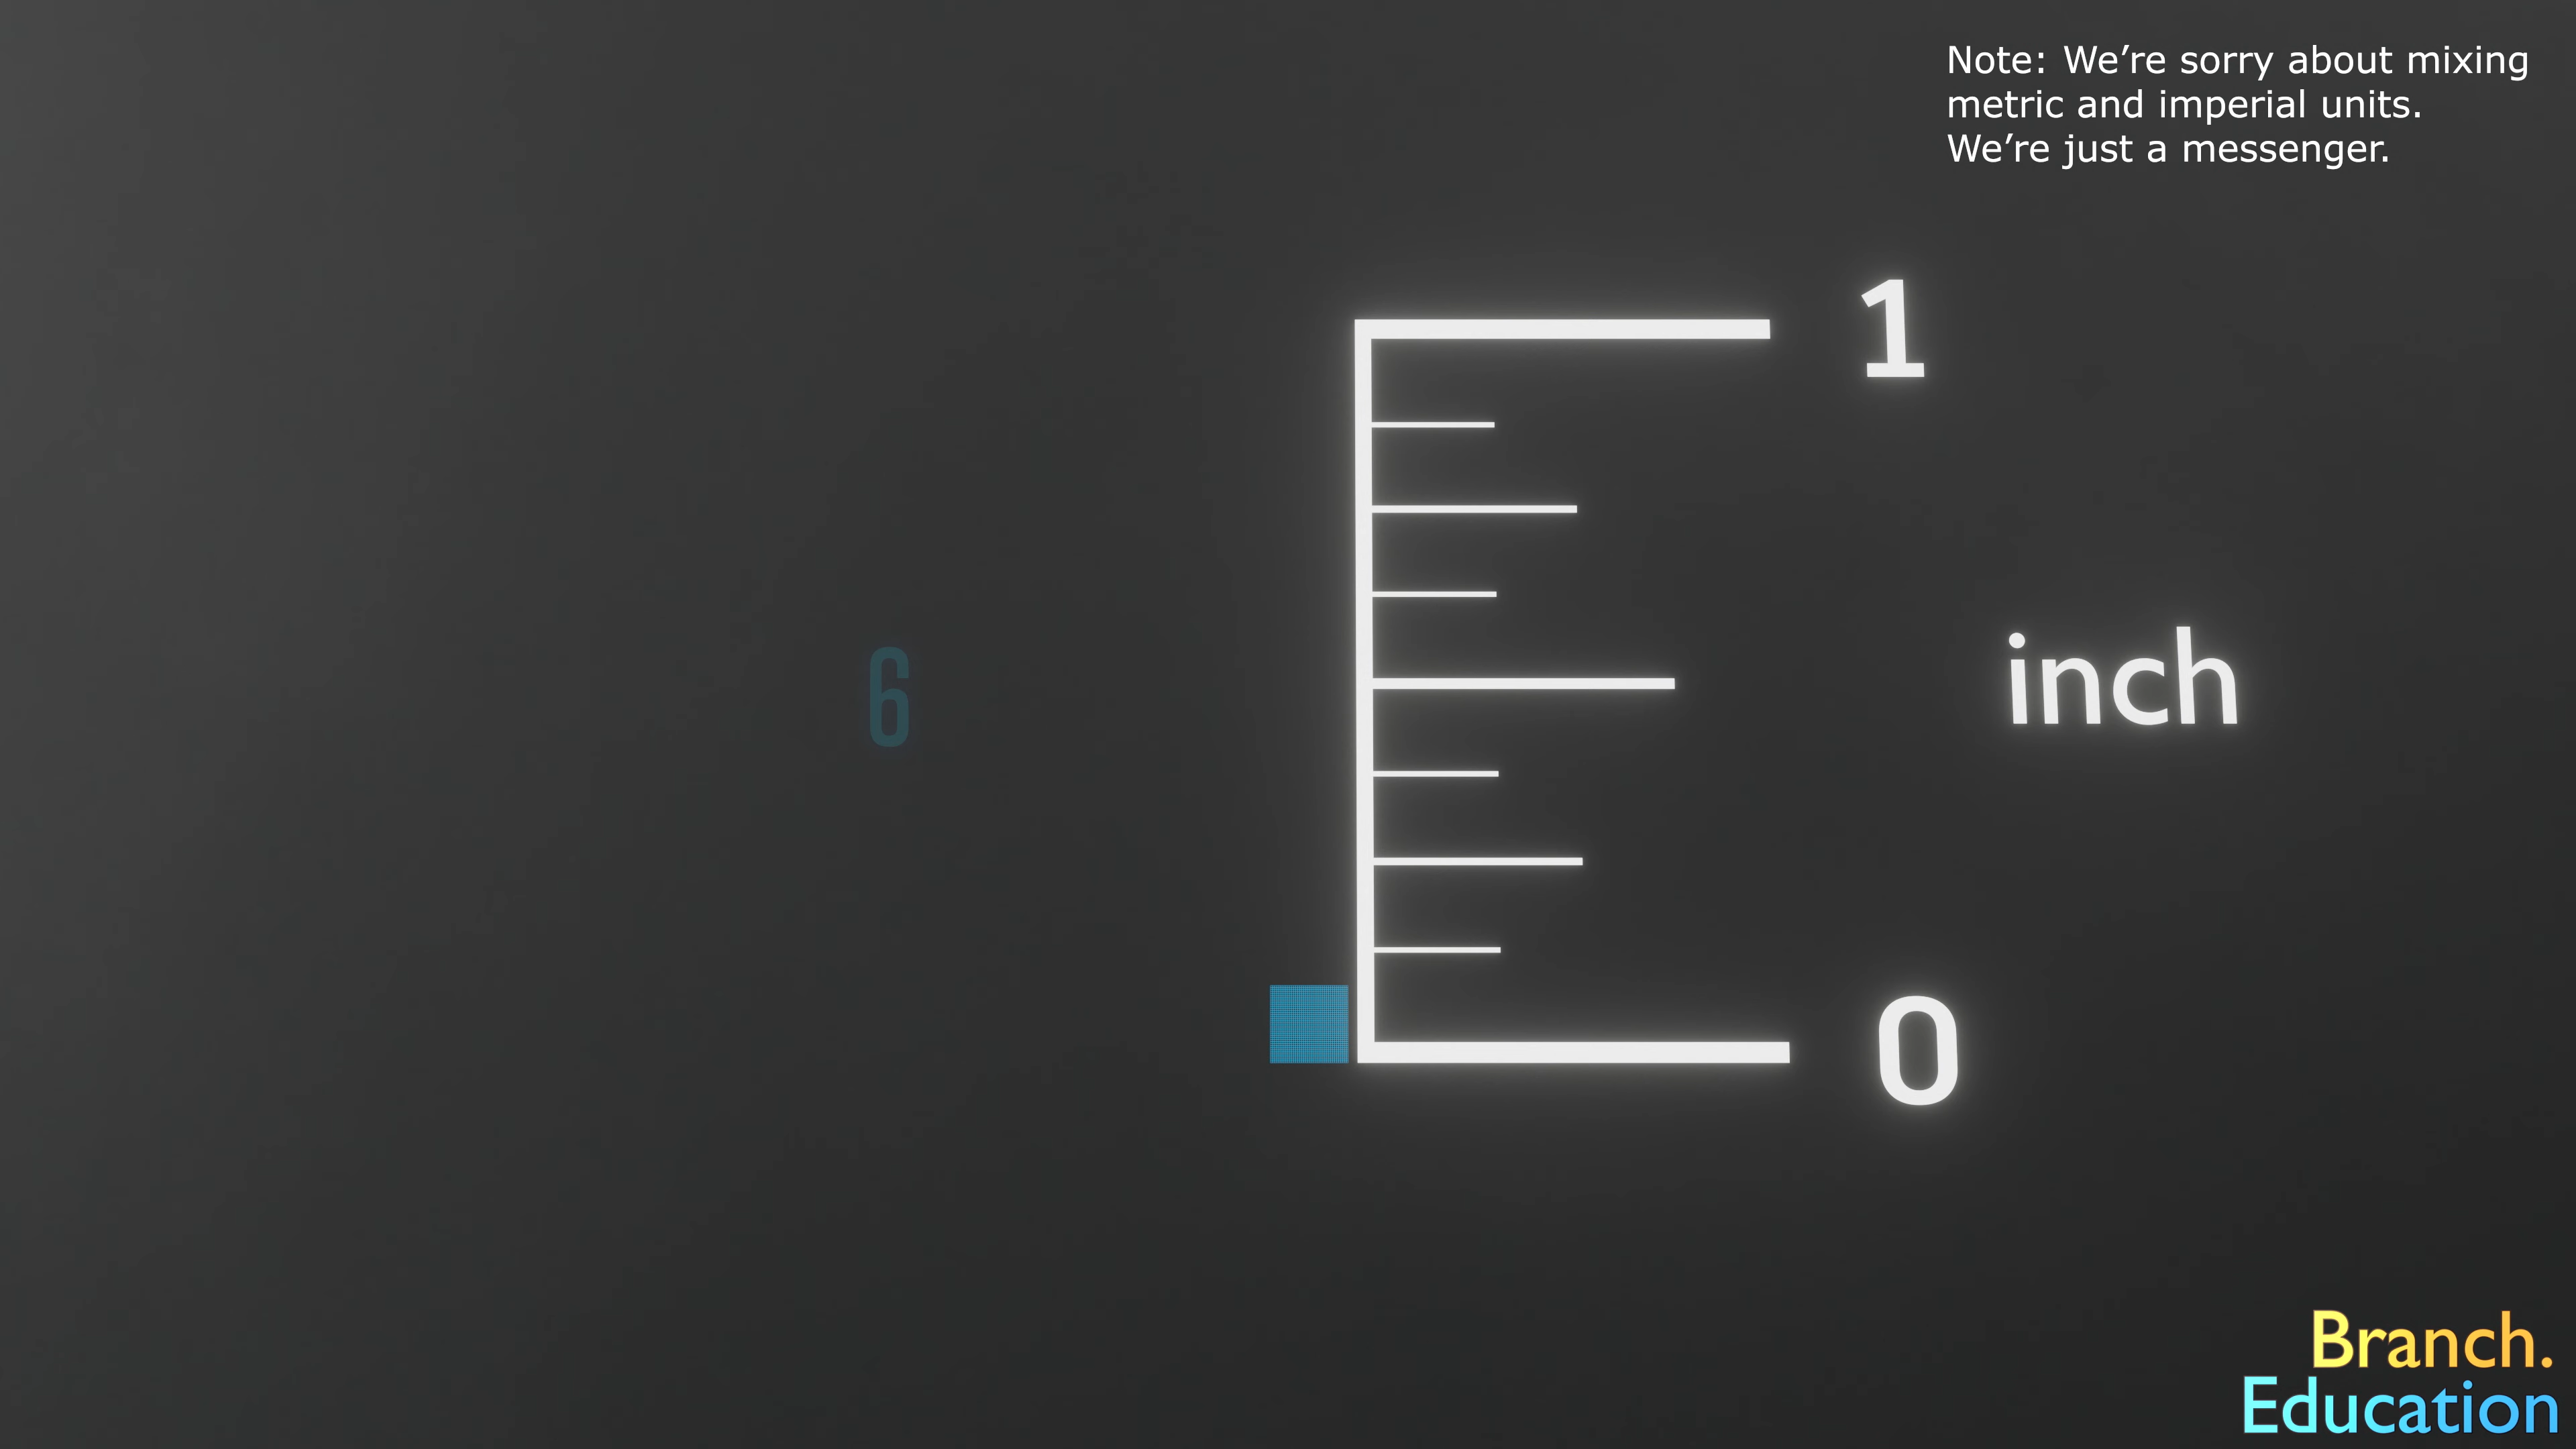 Note: We’re sorry about mixing
metric and imperial units.
We’re just a messenger.
1
6
inch
0
Branch.
Education